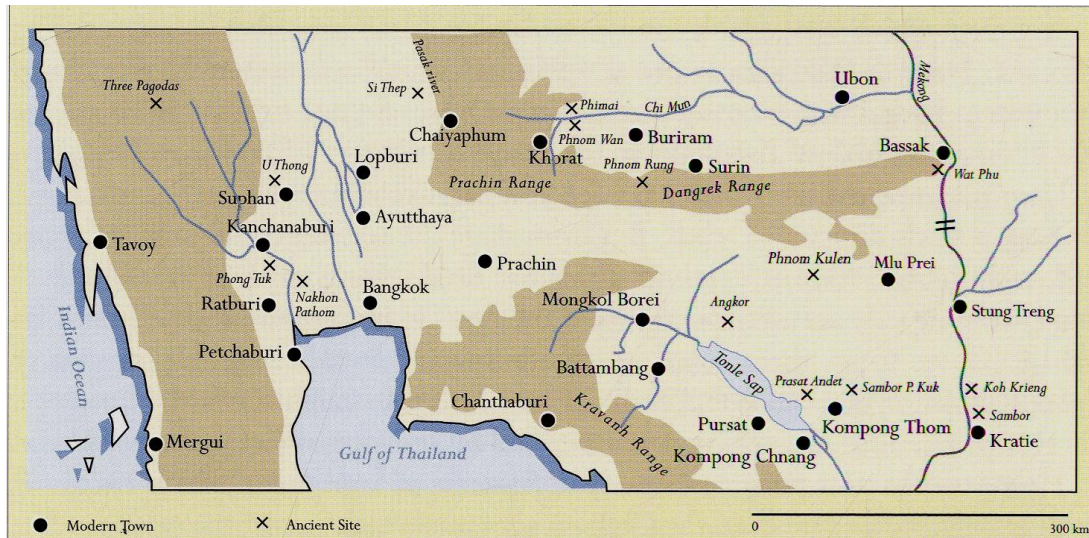 Three Pagodas
Si Thep
Pasak river
Chaiyaphum
Phimai
Chi Mun
Ubon
Mekong
Khorat
Phnom Wan
Buriram
Bassak
Lopburi
U Thong
Suphan
Prachin Range
Phnom Rung
Surin
Dangrek Range
Wat Phu
Ayutthaya
Kanchanaburi
Tavoy
Phong Tuk
Nakhon
Pathom
Ratburi
Bangkok
Prachin
Phnom Kulen
Mlu Prei
Mongkol Borei
Angkor
Stung Treng
Indian Ocean
Petchaburi
Battambang
Tonle Sap
Prasat Andet
Sambor P. Kuk
Koh Krieng
Sambor
Chanthaburi
Kravanh Range
Pursat
Kompong Thom
Kratie
Mergui
Gulf of Thailand
Kompong Chnang
Modern Town
Ancient Site
0
300 km